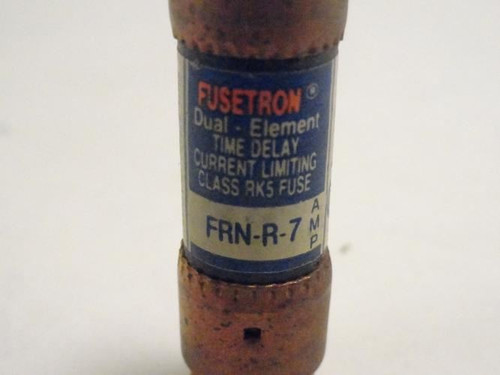 FUSETRON®
Dual - Element
TIME DELAY
CURRENT LIMITING
CLASS RK5 FUSE
FRN-R-7 AMP